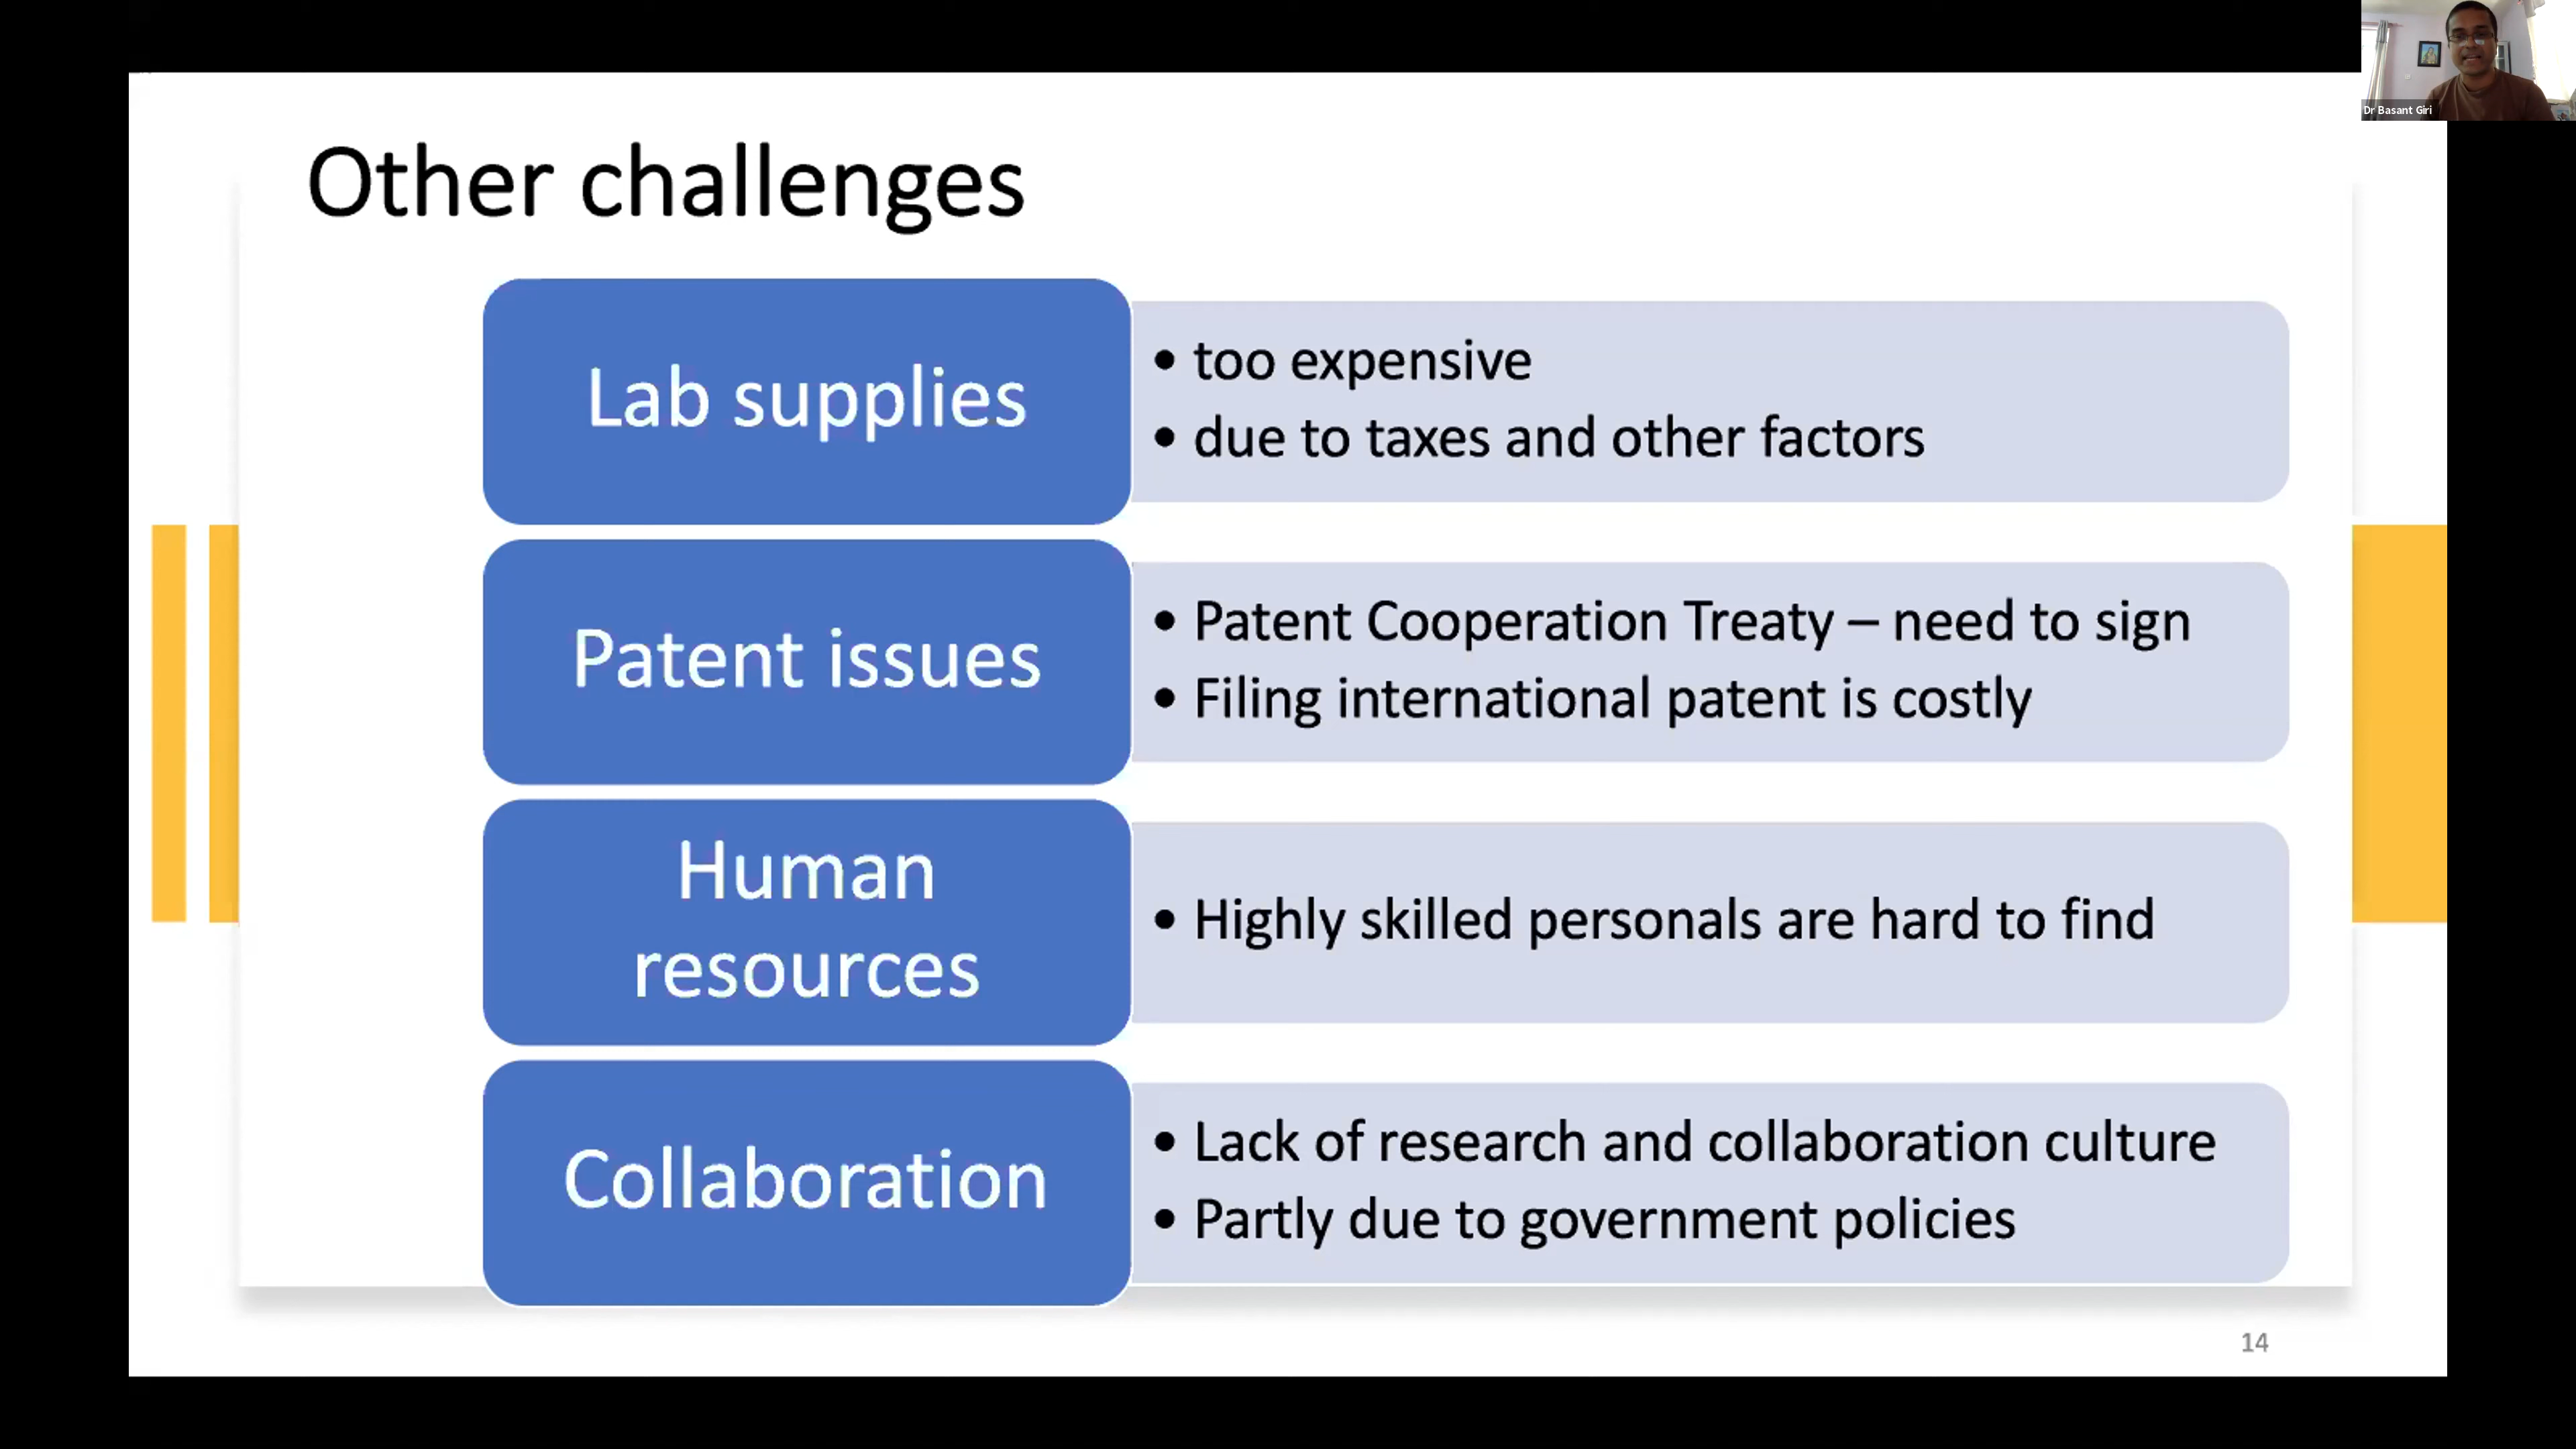 Dr Basant Giri
Other challenges
Lab supplies
• too expensive
• due to taxes and other factors
Patent issues
• Patent Cooperation Treaty – need to sign
• Filing international patent is costly
Human
resources
• Highly skilled personals are hard to find
Collaboration
• Lack of research and collaboration culture
• Partly due to government policies
14